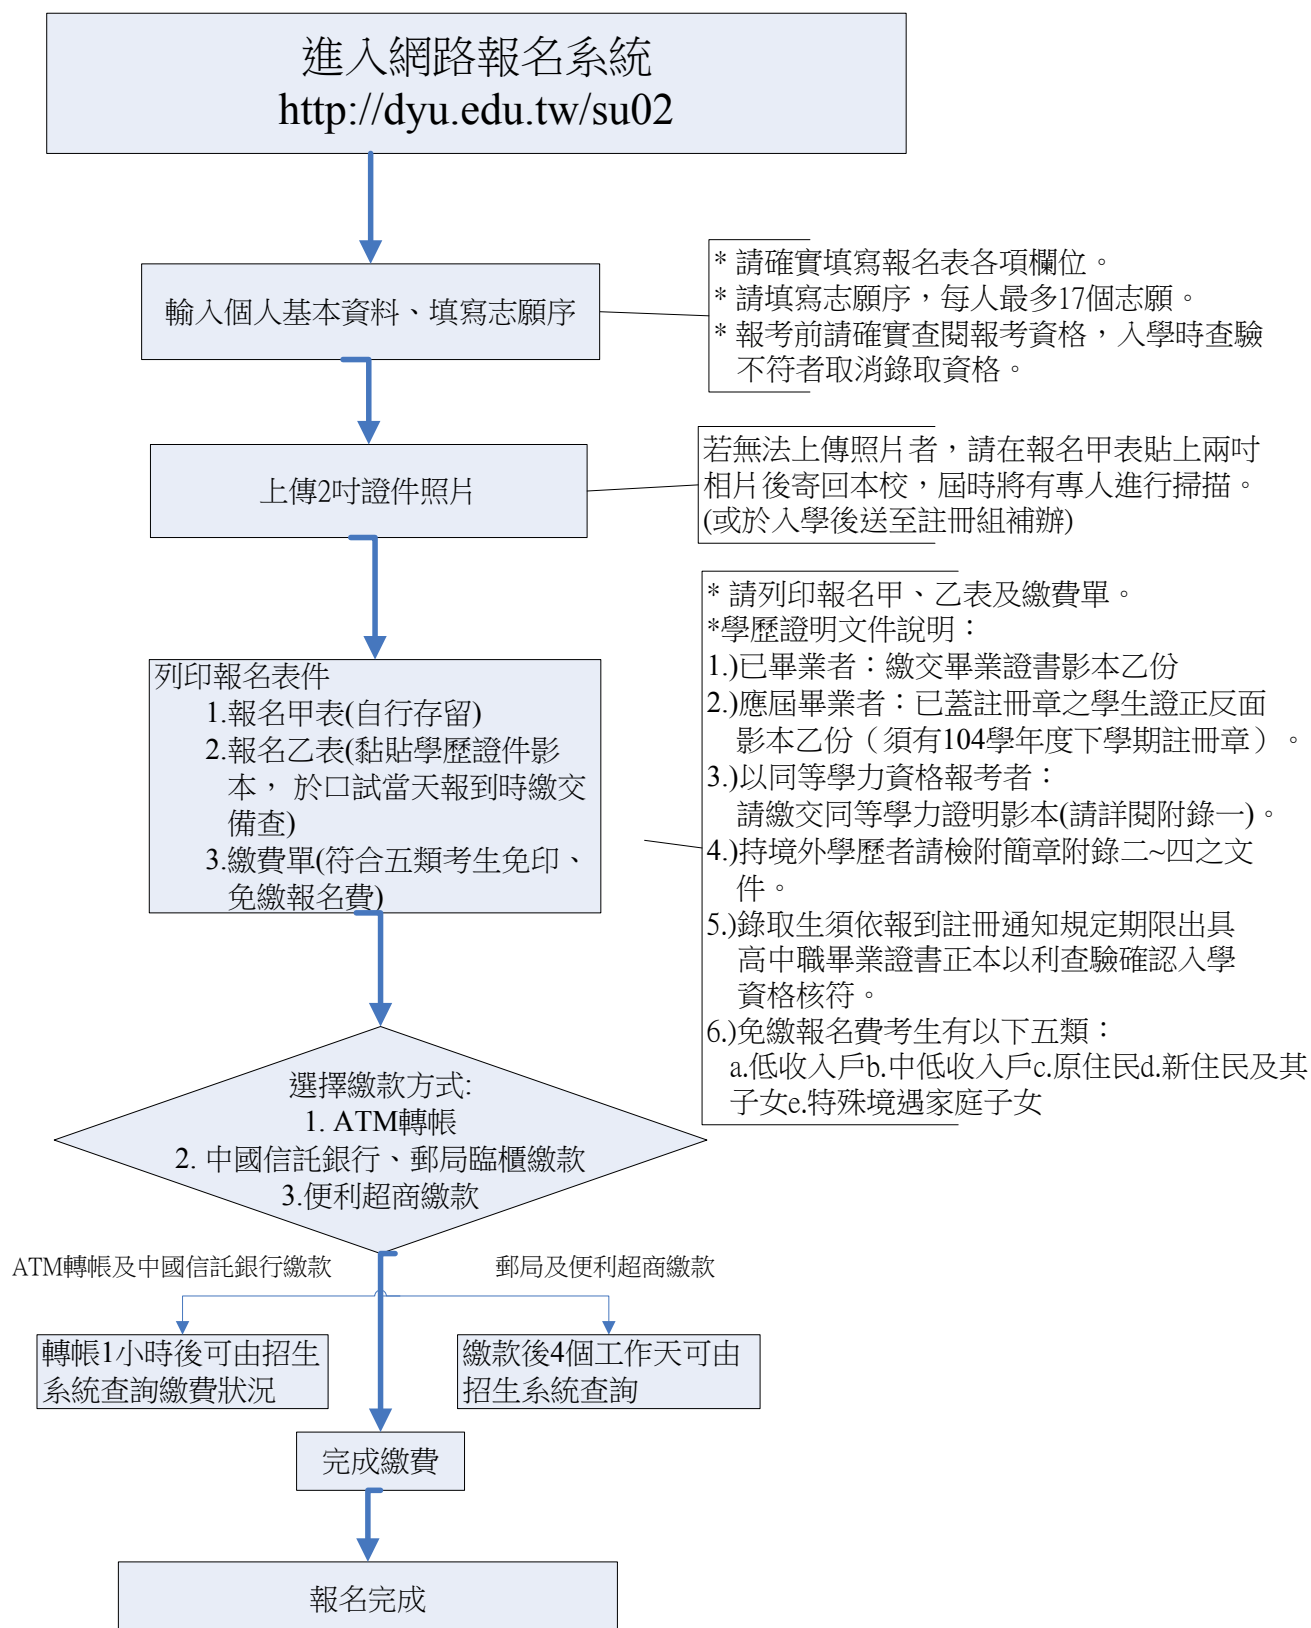 進入網路報名系統
http://dyu.edu.tw/su02
輸入個人基本資料、填寫志願序
* 請確實填寫報名表各項欄位。
* 請填寫志願序，每人最多17個志願。
* 報考前請確實查閱報考資格，入學時查驗
不符者取消錄取資格。
上傳2吋證件照片
若無法上傳照片者，請在報名甲表貼上兩吋
相片後寄回本校，屆時將有專人進行掃描。
(或於入學後送至註冊組補辦)
列印報名表件
1.報名甲表(自行存留)
2.報名乙表(黏貼學歷證件影
本， 於口試當天報到時繳交
備查)
3.繳費單(符合五類考生免印、
免繳報名費)
* 請列印報名甲、乙表及繳費單。
*學歷證明文件說明：
1.)已畢業者：繳交畢業證書影本乙份
2.)應屆畢業者：已蓋註冊章之學生證正反面
影本乙份（須有104學年度下學期註冊章）。
3.)以同等學力資格報考者：
請繳交同等學力證明影本(請詳閱附錄一)。
4.)持境外學歷者請檢附簡章附錄二~四之文
件。
5.)錄取生須依報到註冊通知規定期限出具
高中職畢業證書正本以利查驗確認入學
資格核符。
6.)免繳報名費考生有以下五類：
a.低收入戶b.中低收入戶c.原住民d.新住民及其
子女e.特殊境遇家庭子女
選擇繳款方式:
1. ATM轉帳
2. 中國信託銀行、郵局臨櫃繳款
3.便利超商繳款
ATM轉帳及中國信託銀行繳款
郵局及便利超商繳款
轉帳1小時後可由招生
系統查詢繳費狀況
繳款後4個工作天可由
招生系統查詢
完成繳費
報名完成